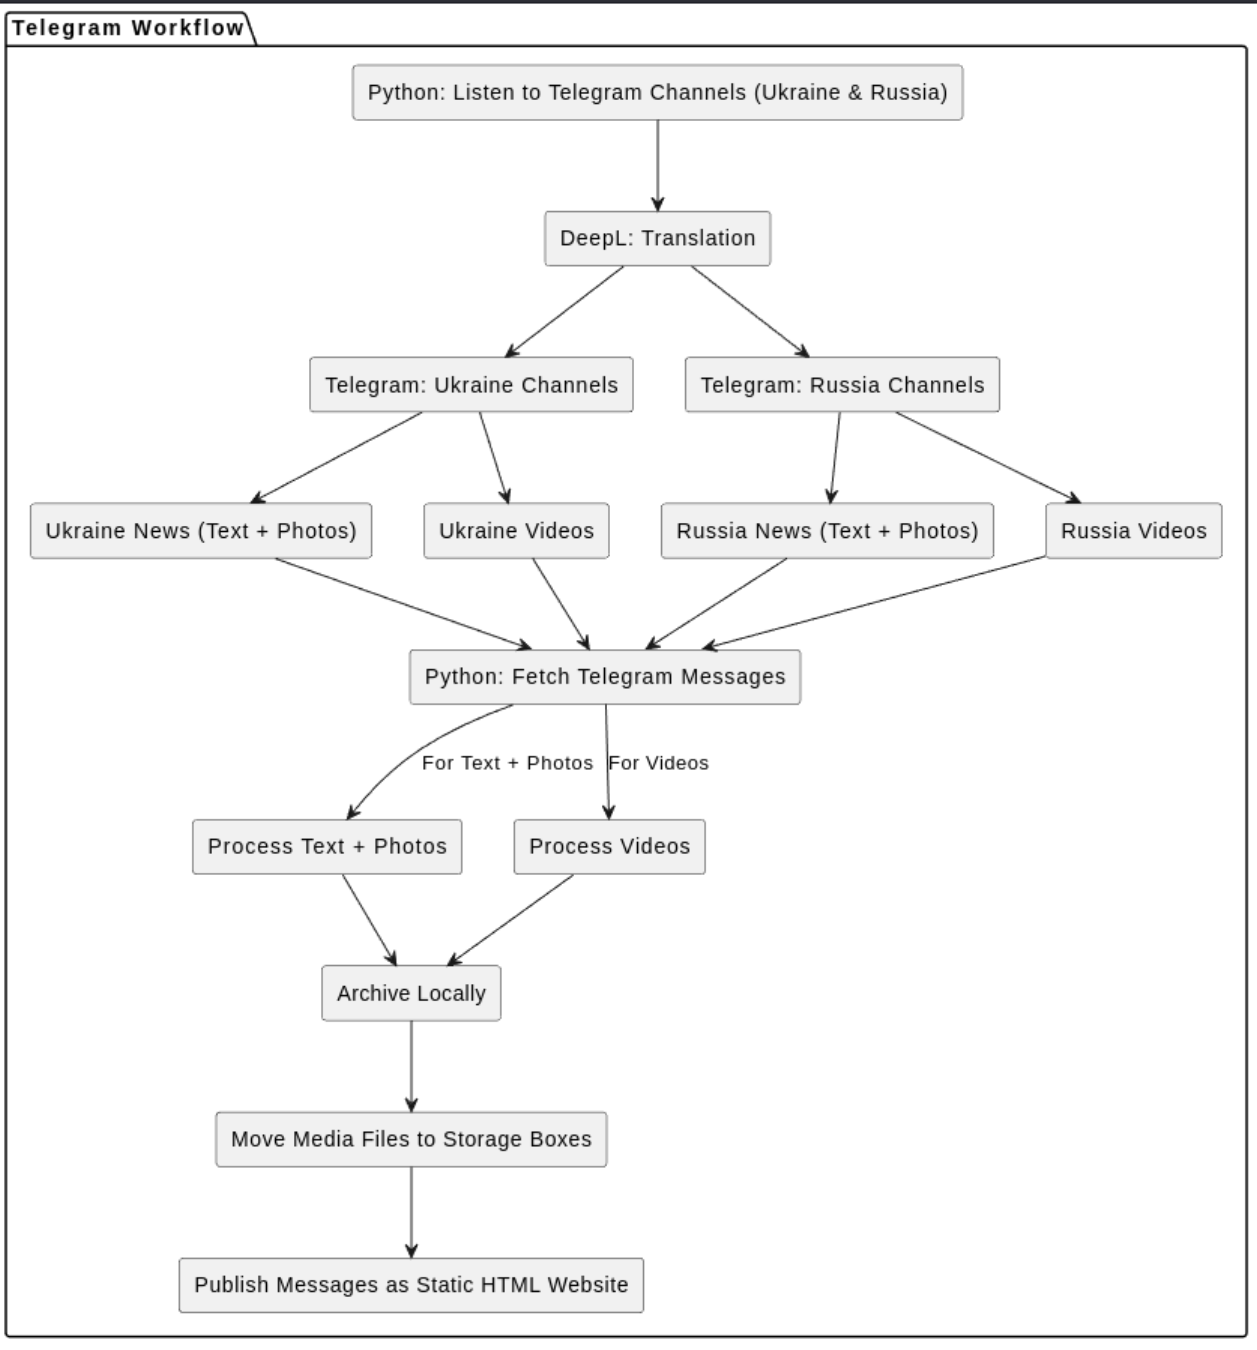 Telegram Workflow
Python: Listen to Telegram Channels (Ukraine & Russia)
DeepL: Translation
Telegram: Ukraine Channels
Telegram: Russia Channels
Ukraine News (Text + Photos)
Ukraine Videos
Russia News (Text + Photos)
Russia Videos
Python: Fetch Telegram Messages
For Text + Photos
For Videos
Process Text + Photos
Process Videos
Archive Locally
Move Media Files to Storage Boxes
Publish Messages as Static HTML Website